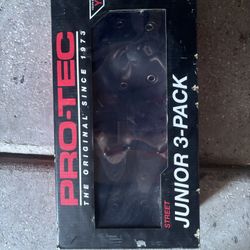 PRO-TEC
THE ORIGINAL SINCE 1973
STREET
JUNIOR 3-PACK